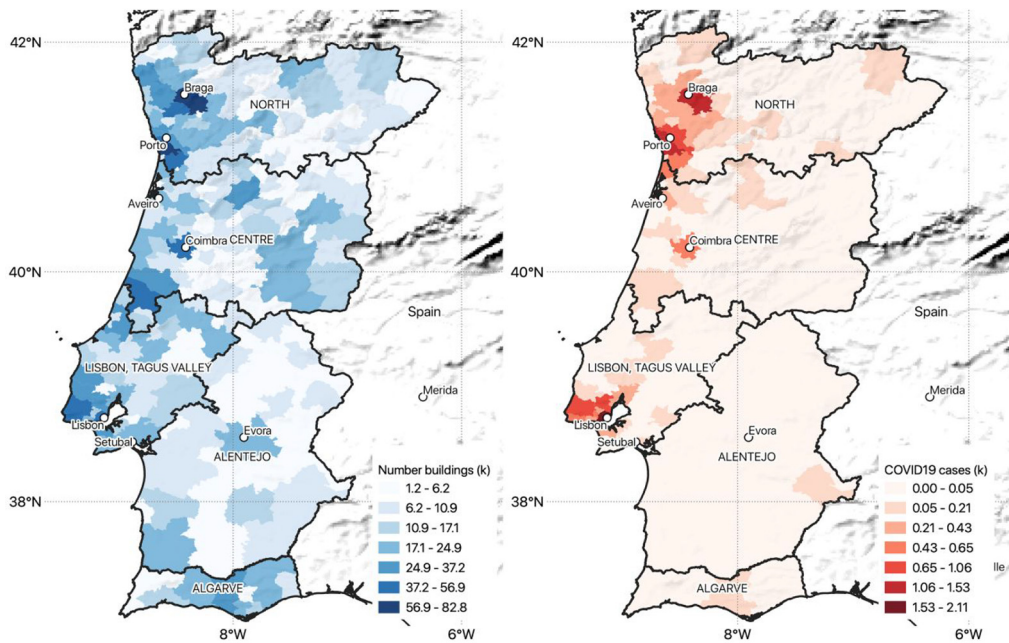 42°N
Braga
NORTH
Porto
Aveiro
Coimbra CENTRE
40°N
Spain
LISBON, TAGUS VALLEY
Merida
Lisbon
Setubal
Evora
ALENTEJO
38°N
ALGARVE
Number buildings (k)
1.2 - 6.2
6.2 - 10.9
10.9 - 17.1
17.1 - 24.9
24.9 - 37.2
37.2 - 56.9
56.9 - 82.8
8°W
6°W
42°N
Braga
NORTH
Porto
Aveiro
Coimbra CENTRE
40°N
Spain
LISBON, TAGUS VALLEY
Merida
Lisbon
Setubal
Evora
ALENTEJO
38°N
ALGARVE
COVID19 cases (k)
0.00 - 0.05
0.05 - 0.21
0.21 - 0.43
0.43 - 0.65
0.65 - 1.06
1.06 - 1.53
1.53 - 2.11
lle
8°W
6°W